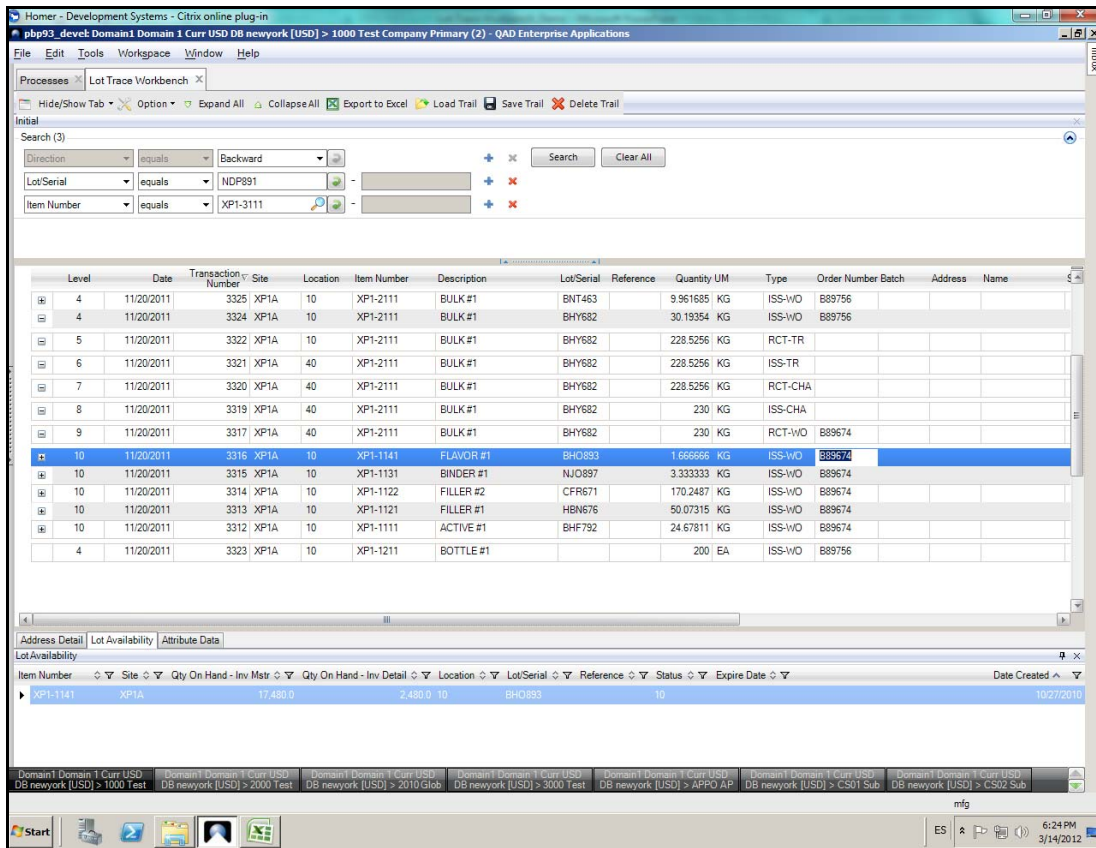 Homer - Development Systems - Citrix online plug-in
pbp93_devel: Domain1 Domain 1 Curr USD DB newyork [USD] > 1000 Test Company Primary (2) - QAD Enterprise Applications
File Edit Tools Workspace Window Help
Inbox
Processes Lot Trace Workbench
Hide/Show Tab Option Expand All Collapse All Export to Excel Load Trail Save Trail Delete Trail
Initial
Search (3)
Direction equals Backward Search Clear All
Lot/Serial equals NDP891 -
Item Number equals XP1-3111 -
Level Date Transaction Number Site Location Item Number Description Lot/Serial Reference Quantity UM Type Order Number Batch Address Name
4 11/20/2011 3325 XP1A 10 XP1-2111 BULK #1 BNT463 9.961685 KG ISS-WO B89756
4 11/20/2011 3324 XP1A 10 XP1-2111 BULK #1 BHY682 30.19354 KG ISS-WO B89756
5 11/20/2011 3322 XP1A 10 XP1-2111 BULK #1 BHY682 228.5256 KG RCT-TR
6 11/20/2011 3321 XP1A 40 XP1-2111 BULK #1 BHY682 228.5256 KG ISS-TR
7 11/20/2011 3320 XP1A 40 XP1-2111 BULK #1 BHY682 228.5256 KG RCT-CHA
8 11/20/2011 3319 XP1A 40 XP1-2111 BULK #1 BHY682 230 KG ISS-CHA
9 11/20/2011 3317 XP1A 40 XP1-2111 BULK #1 BHY682 230 KG RCT-WO B89674
10 11/20/2011 3316 XP1A 10 XP1-1141 FLAVOR #1 BHO893 1.666666 KG ISS-WO B89674
10 11/20/2011 3315 XP1A 10 XP1-1131 BINDER #1 NJO897 3.333333 KG ISS-WO B89674
10 11/20/2011 3314 XP1A 10 XP1-1122 FILLER #2 CFR671 170.2487 KG ISS-WO B89674
10 11/20/2011 3313 XP1A 10 XP1-1121 FILLER #1 HBN676 50.07315 KG ISS-WO B89674
10 11/20/2011 3312 XP1A 10 XP1-1111 ACTIVE #1 BHF792 24.67811 KG ISS-WO B89674
4 11/20/2011 3323 XP1A 10 XP1-1211 BOTTLE #1 200 EA ISS-WO B89756
Address Detail Lot Availability Attribute Data
Lot Availability
Item Number Site Qty On Hand - Inv Mstr Qty On Hand - Inv Detail Location Lot/Serial Reference Status Expire Date Date Created
XP1-1141 XP1A 17,480.0 2,480.0 10 BHO893 10 10/27/2010
Domain1 Domain 1 Curr USD Domain1 Domain 1 Curr USD Domain1 Domain 1 Curr USD Domain1 Domain 1 Curr USD Domain1 Domain 1 Curr USD Domain1 Domain 1 Curr USD Domain1 Domain 1 Curr USD
DB newyork [USD] > 1000 Test DB newyork [USD] > 2000 Test DB newyork [USD] > 2010 Glob DB newyork [USD] > 3000 Test DB newyork [USD] > APPO AP DB newyork [USD] > CS01 Sub DB newyork [USD] > CS02 Sub
mfg
Start ES 6:24 PM
3/14/2012